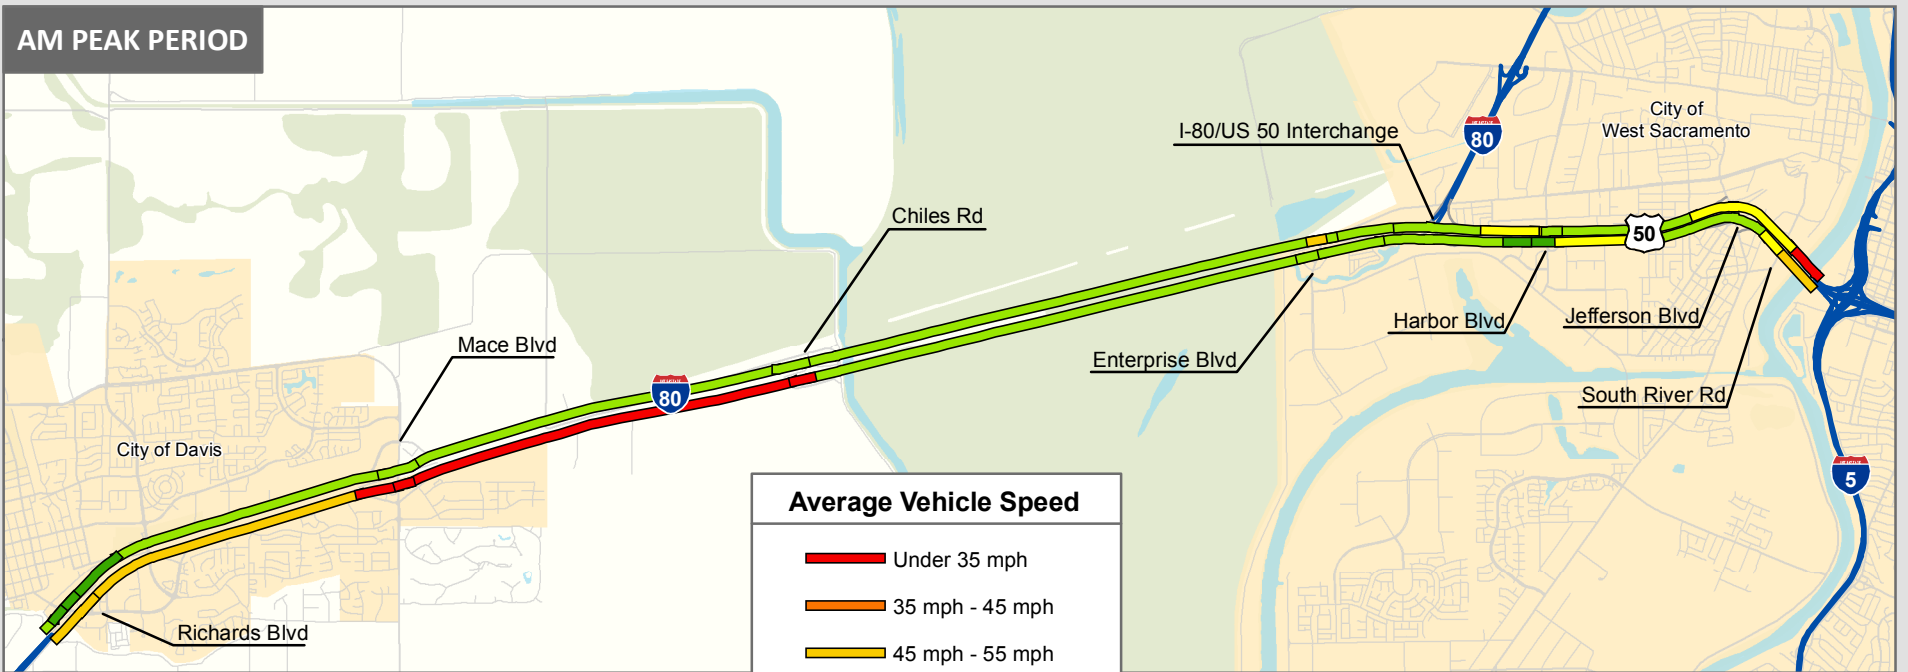 AM PEAK PERIOD
City of
West Sacramento
I-80/US 50 Interchange
80
Chiles Rd
50
Harbor Blvd
Jefferson Blvd
Mace Blvd
Enterprise Blvd
80
South River Rd
City of Davis
5
Average Vehicle Speed
Under 35 mph
35 mph - 45 mph
Richards Blvd
45 mph - 55 mph